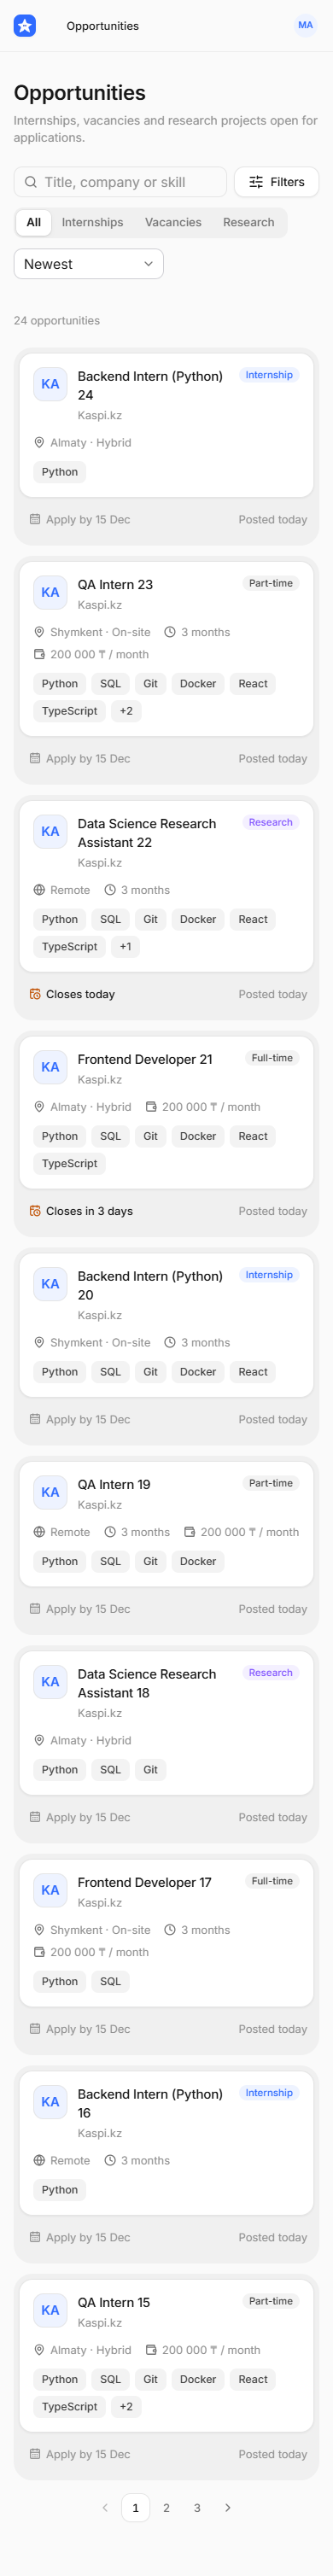 Opportunities
MA
Opportunities
Internships, vacancies and research projects open for
applications.
Title, company or skill
Filters
All
Internships
Vacancies
Research
Newest
24 opportunities
KA
Backend Intern (Python)
24
Internship
Kaspi.kz
Almaty · Hybrid
Python
Apply by 15 Dec
Posted today
KA
QA Intern 23
Part-time
Kaspi.kz
Shymkent · On-site
3 months
200 000 ₸ / month
Python
SQL
Git
Docker
React
TypeScript
+2
Apply by 15 Dec
Posted today
KA
Data Science Research
Assistant 22
Research
Kaspi.kz
Remote
3 months
Python
SQL
Git
Docker
React
TypeScript
+1
Closes today
Posted today
KA
Frontend Developer 21
Full-time
Kaspi.kz
Almaty · Hybrid
200 000 ₸ / month
Python
SQL
Git
Docker
React
TypeScript
Closes in 3 days
Posted today
KA
Backend Intern (Python)
20
Internship
Kaspi.kz
Shymkent · On-site
3 months
Python
SQL
Git
Docker
React
Apply by 15 Dec
Posted today
KA
QA Intern 19
Part-time
Kaspi.kz
Remote
3 months
200 000 ₸ / month
Python
SQL
Git
Docker
Apply by 15 Dec
Posted today
KA
Data Science Research
Assistant 18
Research
Kaspi.kz
Almaty · Hybrid
Python
SQL
Git
Apply by 15 Dec
Posted today
KA
Frontend Developer 17
Full-time
Kaspi.kz
Shymkent · On-site
3 months
200 000 ₸ / month
Python
SQL
Apply by 15 Dec
Posted today
KA
Backend Intern (Python)
16
Internship
Kaspi.kz
Remote
3 months
Python
Apply by 15 Dec
Posted today
KA
QA Intern 15
Part-time
Kaspi.kz
Almaty · Hybrid
200 000 ₸ / month
Python
SQL
Git
Docker
React
TypeScript
+2
Apply by 15 Dec
Posted today
1
2
3